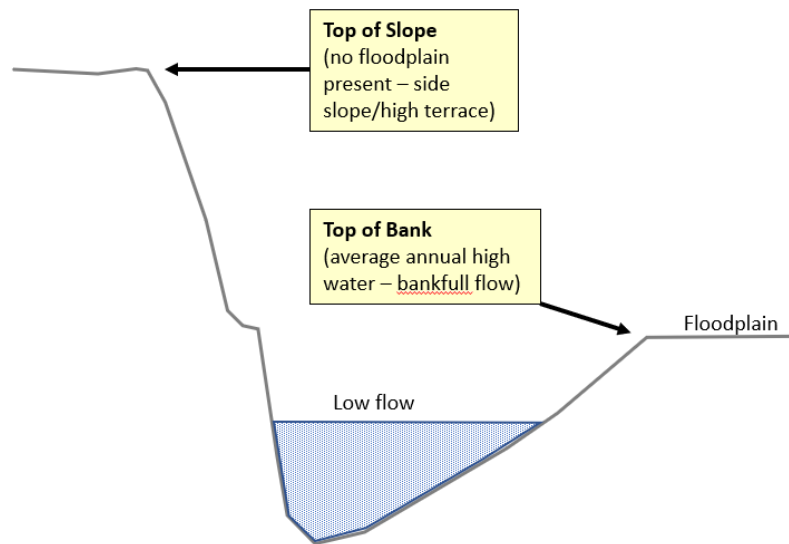 Top of Slope
(no floodplain
present – side
slope/high terrace)
Top of Bank
(average annual high
water – bankfull flow)
Floodplain
Low flow